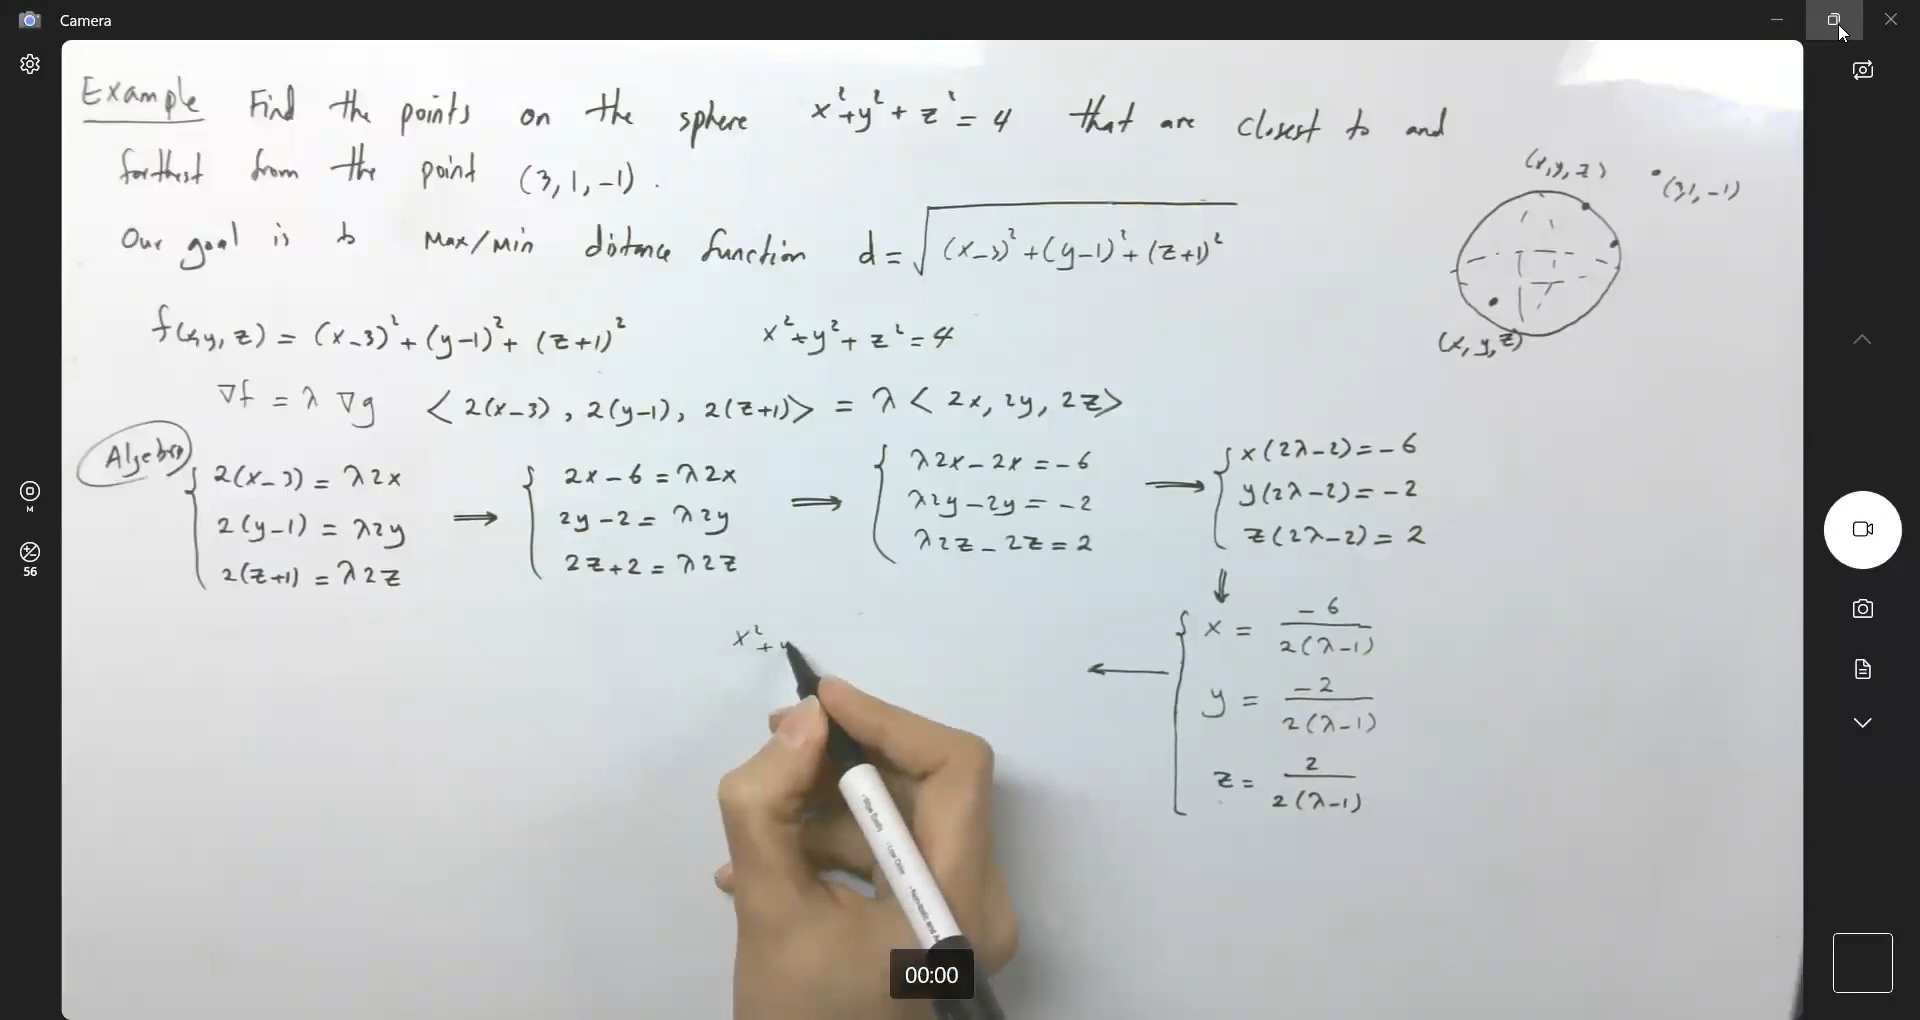 Camera
Example Find the points on the sphere x²+y²+z²=4 that are closest to and
farthest from the point (3,1,-1).
(x,y,z) (3,1,-1)
Our goal is to Max/Min distance function d=√(x-3)²+(y-1)²+(z+1)²
f(x,y,z) = (x-3)²+(y-1)²+(z+1)² x²+y²+z²=4
(x,y,z)
∇f = λ ∇g <2(x-3), 2(y-1), 2(z+1)> = λ<2x, 2y, 2z>
Algebra
{ 2(x-3) = λ2x
2(y-1) = λ2y
2(z+1) = λ2z
⟹ { 2x-6 = λ2x
2y-2 = λ2y
2z+2 = λ2z
⟹ { λ2x-2x = -6
λ2y-2y = -2
λ2z-2z = 2
⟶ { x(2λ-2) = -6
y(2λ-2) = -2
z(2λ-2) = 2
⇓
{ x = -6/2(λ-1)
y = -2/2(λ-1)
z = 2/2(λ-1)
⟵
x²+y
M
56
00:00